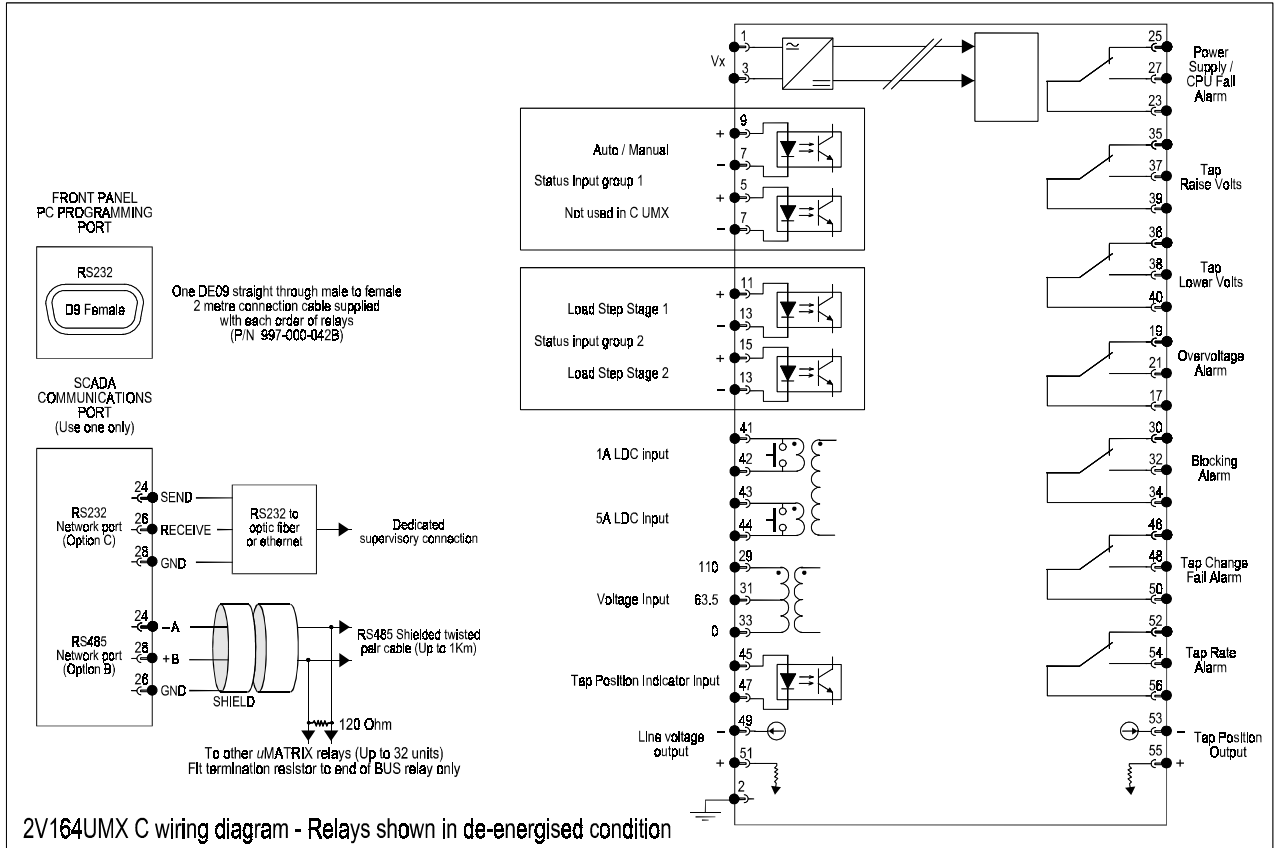 FRONT PANEL
PC PROGRAMMING
PORT
RS232
D9 Female
One DE09 straight through male to female
2 metre connection cable supplied
with each order of relays
(P/N 997-000-042B)
SCADA
COMMUNICATIONS
PORT
(Use one only)
RS232
Network port
(Option C)
24
SEND
26
RECEIVE
28
GND
RS232 to
optic fiber
or ethernet
Dedicated
supervisory connection
RS485
Network port
(Option B)
24
-A
28
+B
26
GND
SHIELD
RS485 Shielded twisted
pair cable (Up to 1Km)
120 Ohm
To other uMATRIX relays (Up to 32 units)
Fit termination resistor to end of BUS relay only
Vx
1
3
Auto / Manual
+ 9
- 7
Status Input group 1
Not used in C UMX
+ 5
- 7
Load Step Stage 1
+ 11
- 13
Status input group 2
Load Step Stage 2
+ 15
- 13
1A LDC input
41
42
5A LDC Input
43
44
Voltage Input
110 29
63.5 31
0 33
Tap Position Indicator Input
45
47
Line voltage
output
- 49
+ 51
2
25
27
23
Power
Supply /
CPU Fail
Alarm
35
37
39
Tap
Raise Volts
36
38
40
Tap
Lower Volts
19
21
17
Overvoltage
Alarm
30
32
34
Blocking
Alarm
46
48
50
Tap Change
Fail Alarm
52
54
56
Tap Rate
Alarm
53 -
55 +
Tap Position
Output
2V164UMX C wiring diagram - Relays shown in de-energised condition